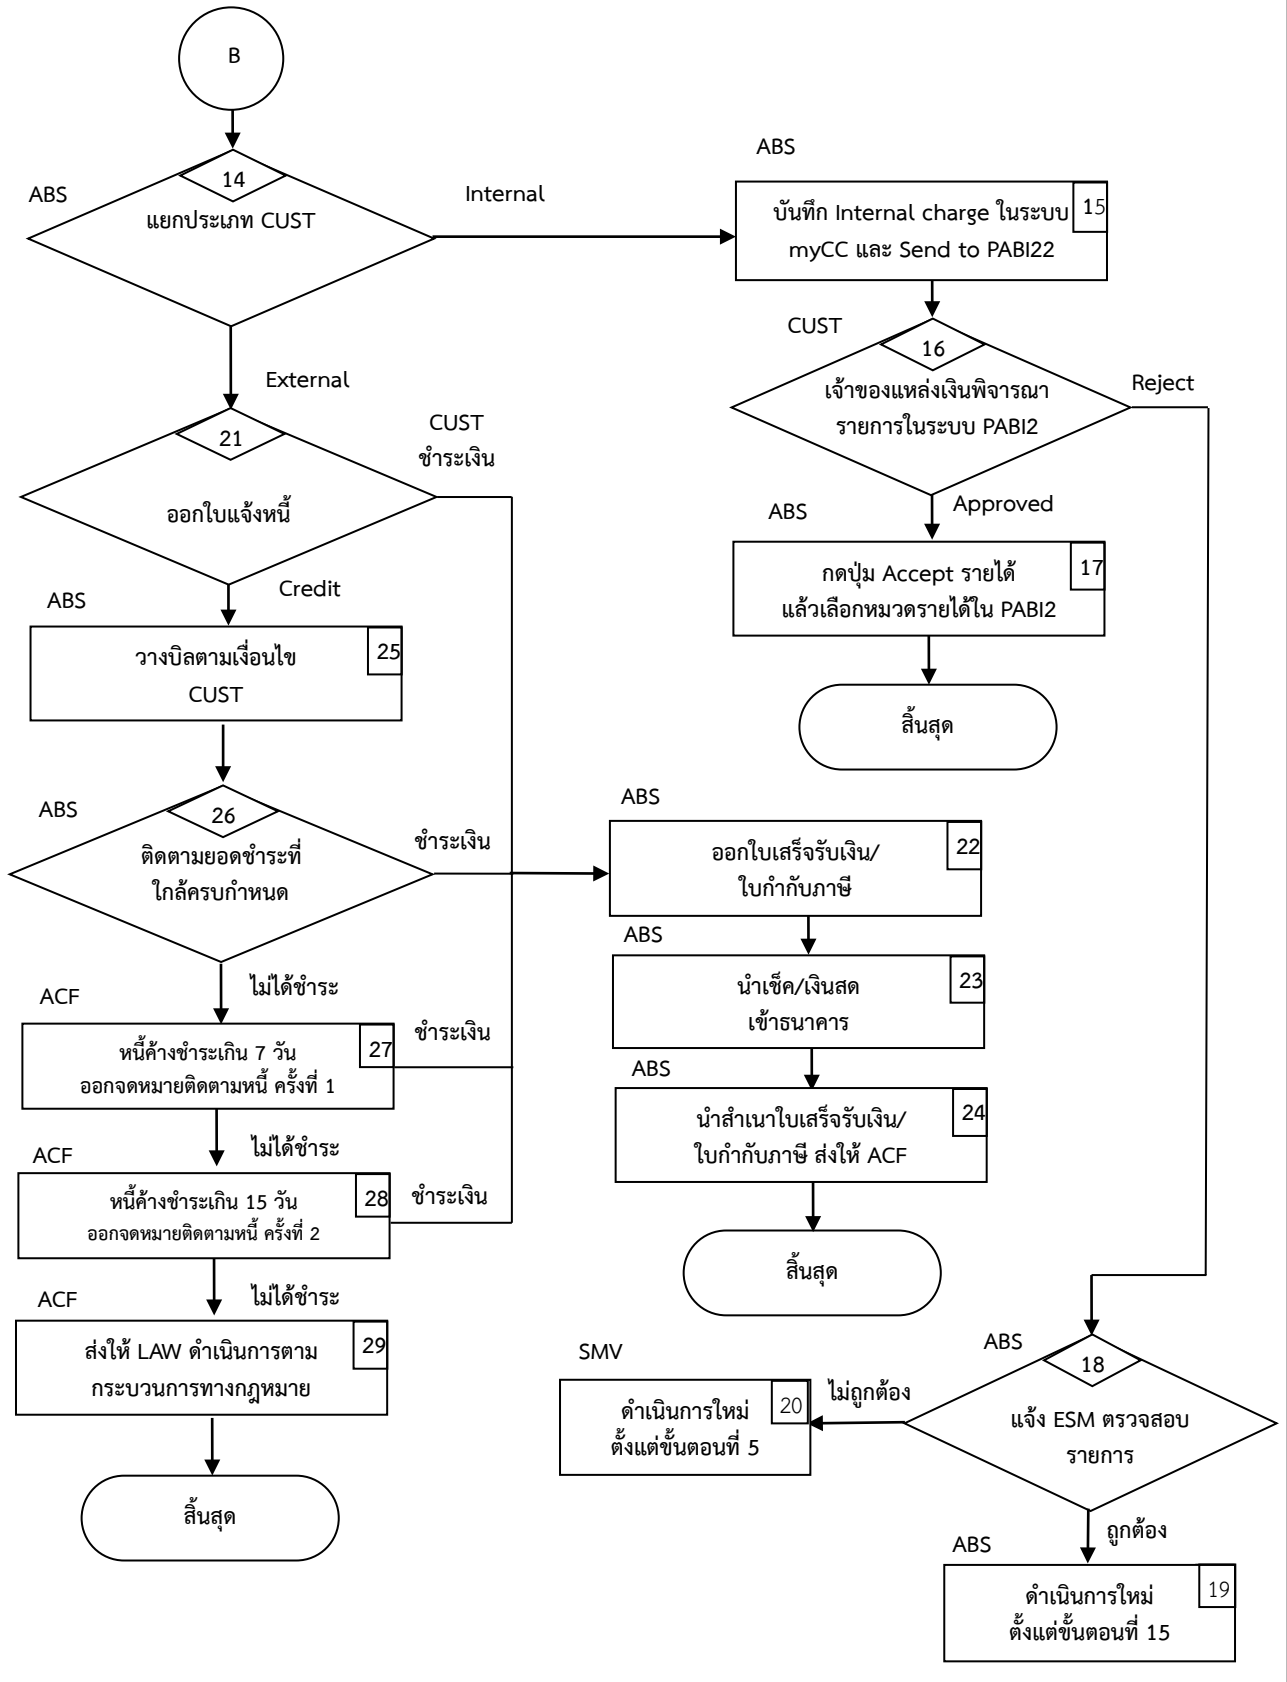 B
ABS
14
แยกประเภท CUST
Internal
ABS
15
บันทึก Internal charge ในระบบ
myCC และ Send to PABI22
External
CUST
16
เจ้าของแหล่งเงินพิจารณา
รายการในระบบ PABI2
Reject
Approved
21
ออกใบแจ้งหนี้
CUST
ชำระเงิน
Credit
ABS
17
กดปุ่ม Accept รายได้
แล้วเลือกหมวดรายได้ใน PABI2
สิ้นสุด
ABS
25
วางบิลตามเงื่อนไข
CUST
ABS
26
ติดตามยอดชำระที่
ใกล้ครบกำหนด
ชำระเงิน
ABS
22
ออกใบเสร็จรับเงิน/
ใบกำกับภาษี
ABS
23
นำเช็ค/เงินสด
เข้าธนาคาร
ไม่ได้ชำระ
ACF
27
หนี้ค้างชำระเกิน 7 วัน
ออกจดหมายติดตามหนี้ ครั้งที่ 1
ชำระเงิน
ABS
24
นำสำเนาใบเสร็จรับเงิน/
ใบกำกับภาษี ส่งให้ ACF
สิ้นสุด
ไม่ได้ชำระ
ACF
28
หนี้ค้างชำระเกิน 15 วัน
ออกจดหมายติดตามหนี้ ครั้งที่ 2
ชำระเงิน
ไม่ได้ชำระ
ACF
29
ส่งให้ LAW ดำเนินการตาม
กระบวนการทางกฎหมาย
สิ้นสุด
ABS
18
แจ้ง ESM ตรวจสอบ
รายการ
ไม่ถูกต้อง
SMV
20
ดำเนินการใหม่
ตั้งแต่ขั้นตอนที่ 5
ถูกต้อง
ABS
19
ดำเนินการใหม่
ตั้งแต่ขั้นตอนที่ 15